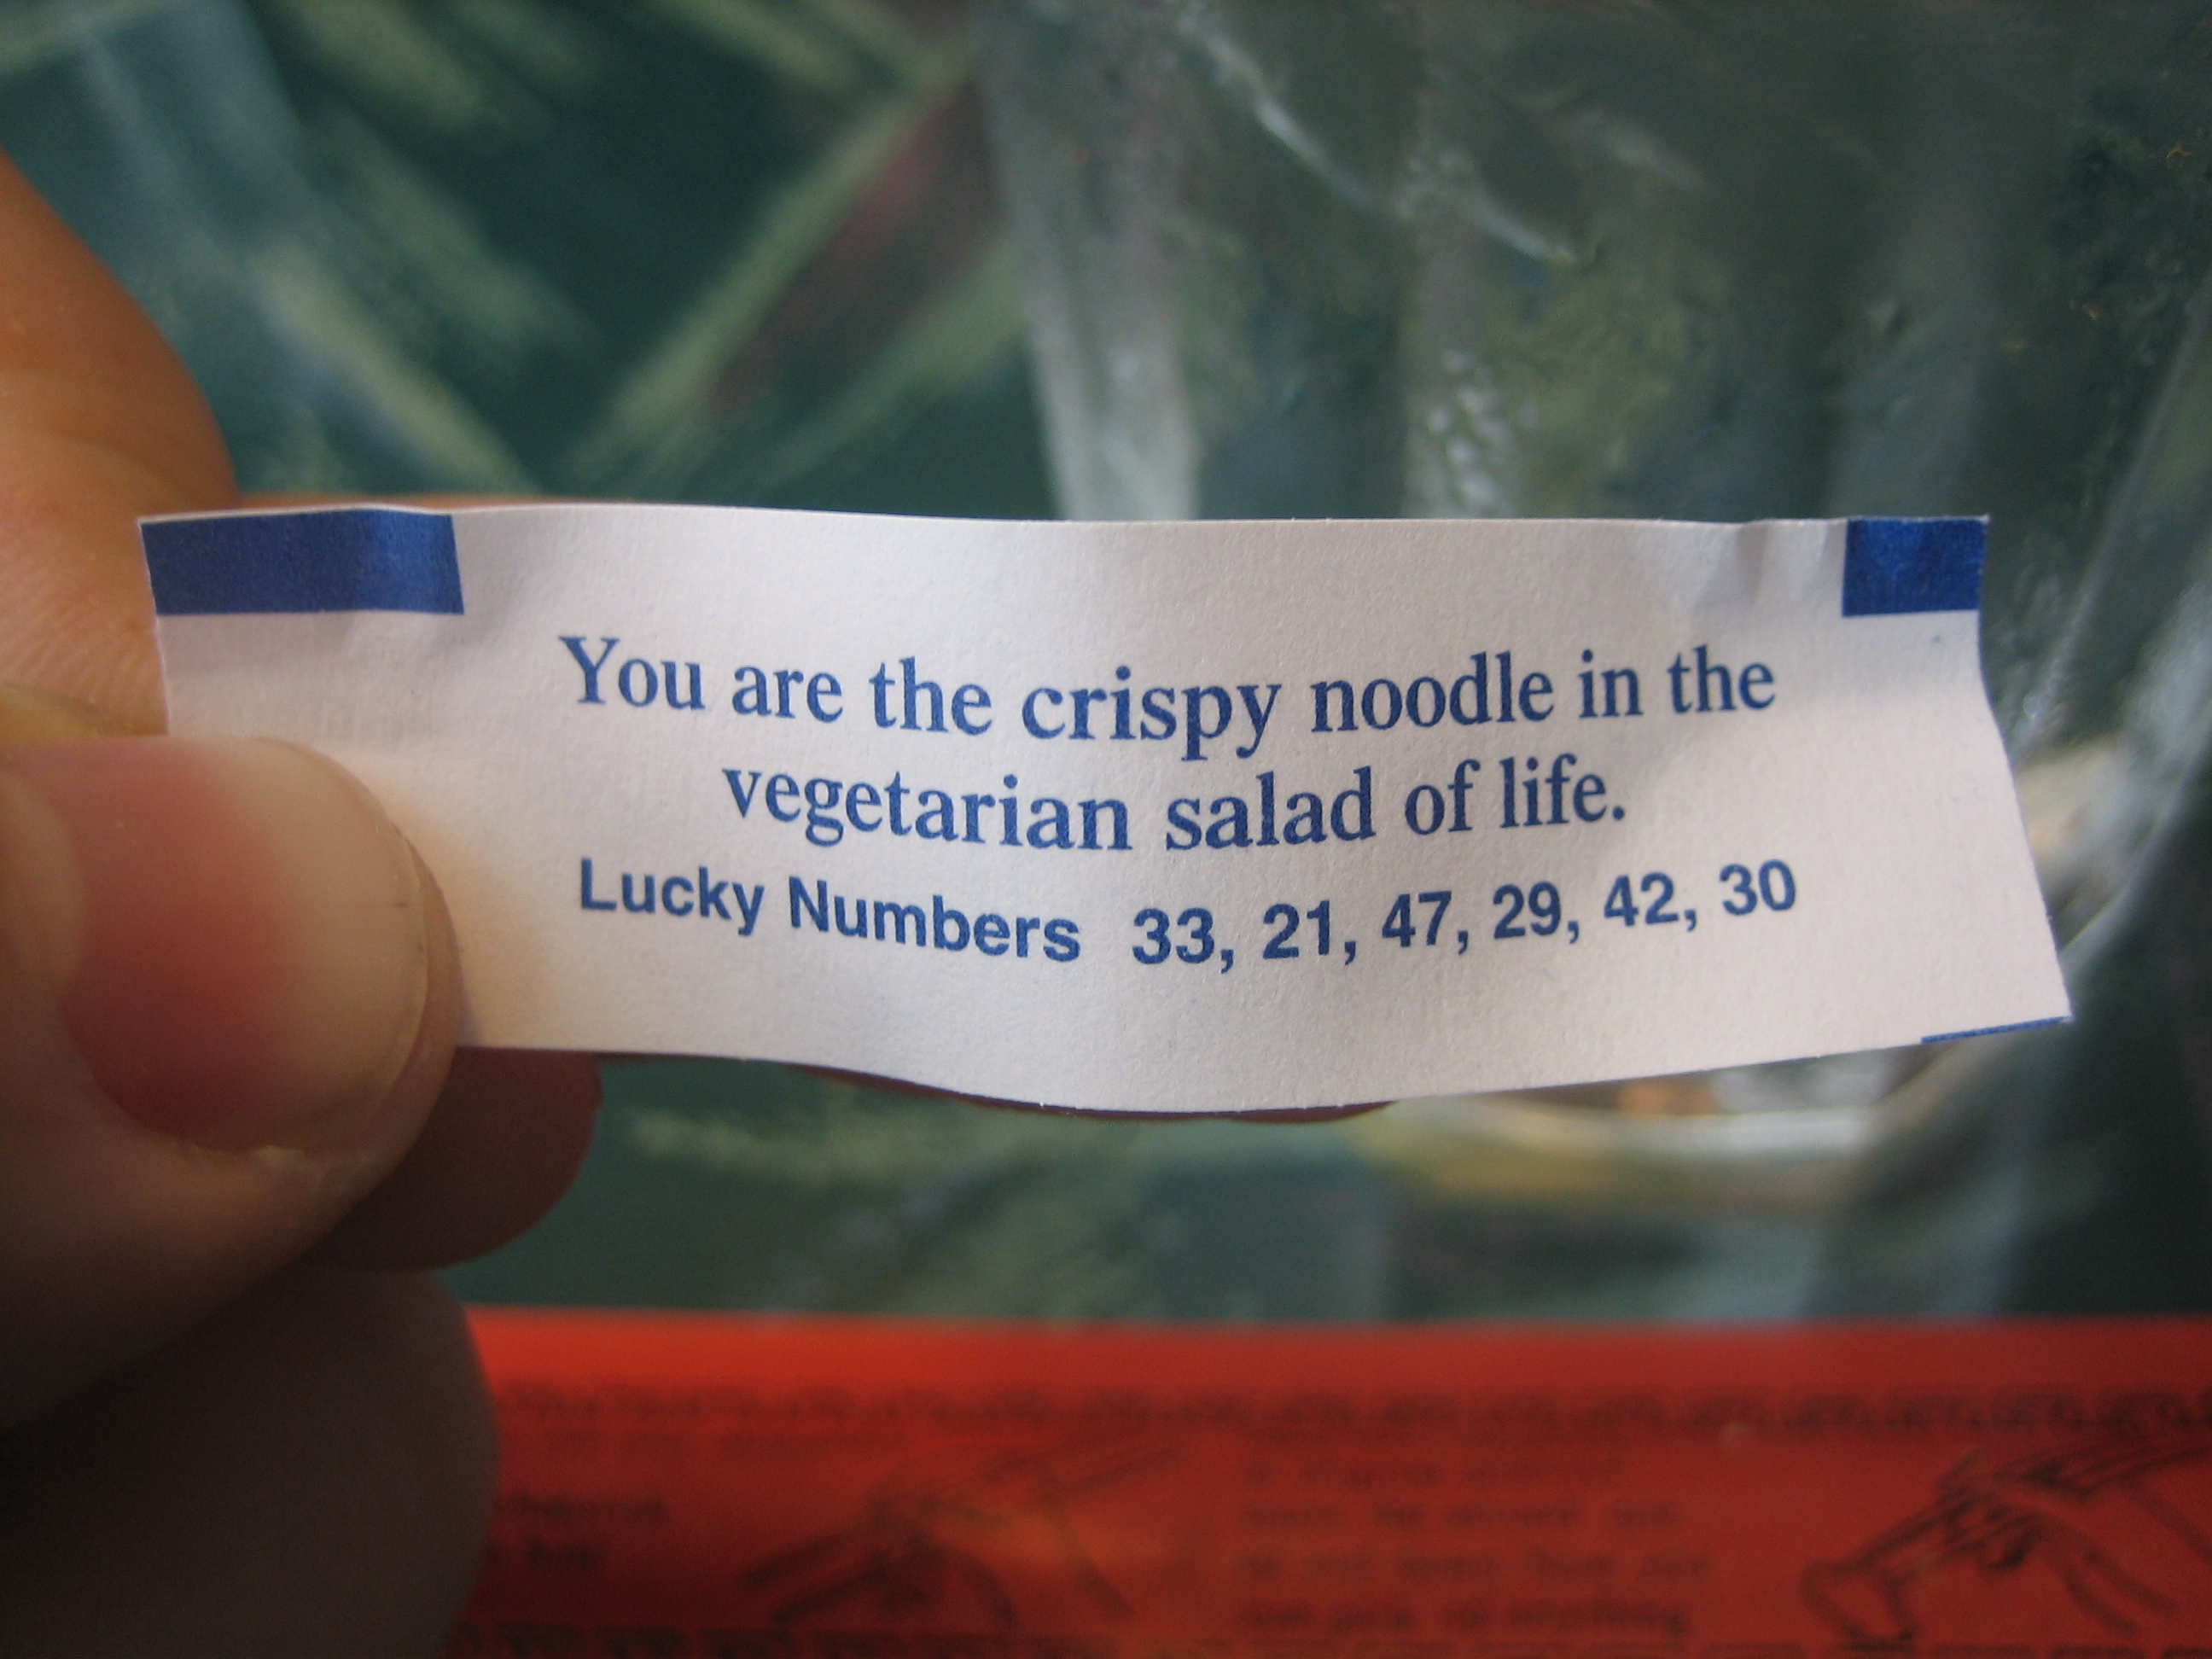 You are the crispy noodle in the
vegetarian salad of life.
Lucky Numbers 33, 21, 47, 29, 42, 30